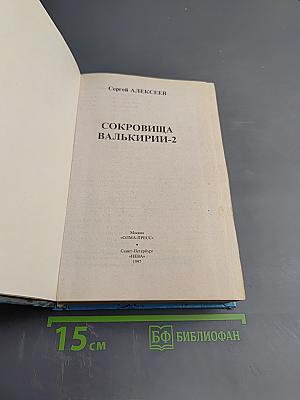 Сергей АЛЕКСЕЕВ
СОКРОВИЩА
ВАЛЬКИРИИ-2
Москва
«ОЛМА-ПРЕСС»
Санкт-Петербург
«НЕВА»
1997
15 см
БФ БИБЛИОФАН